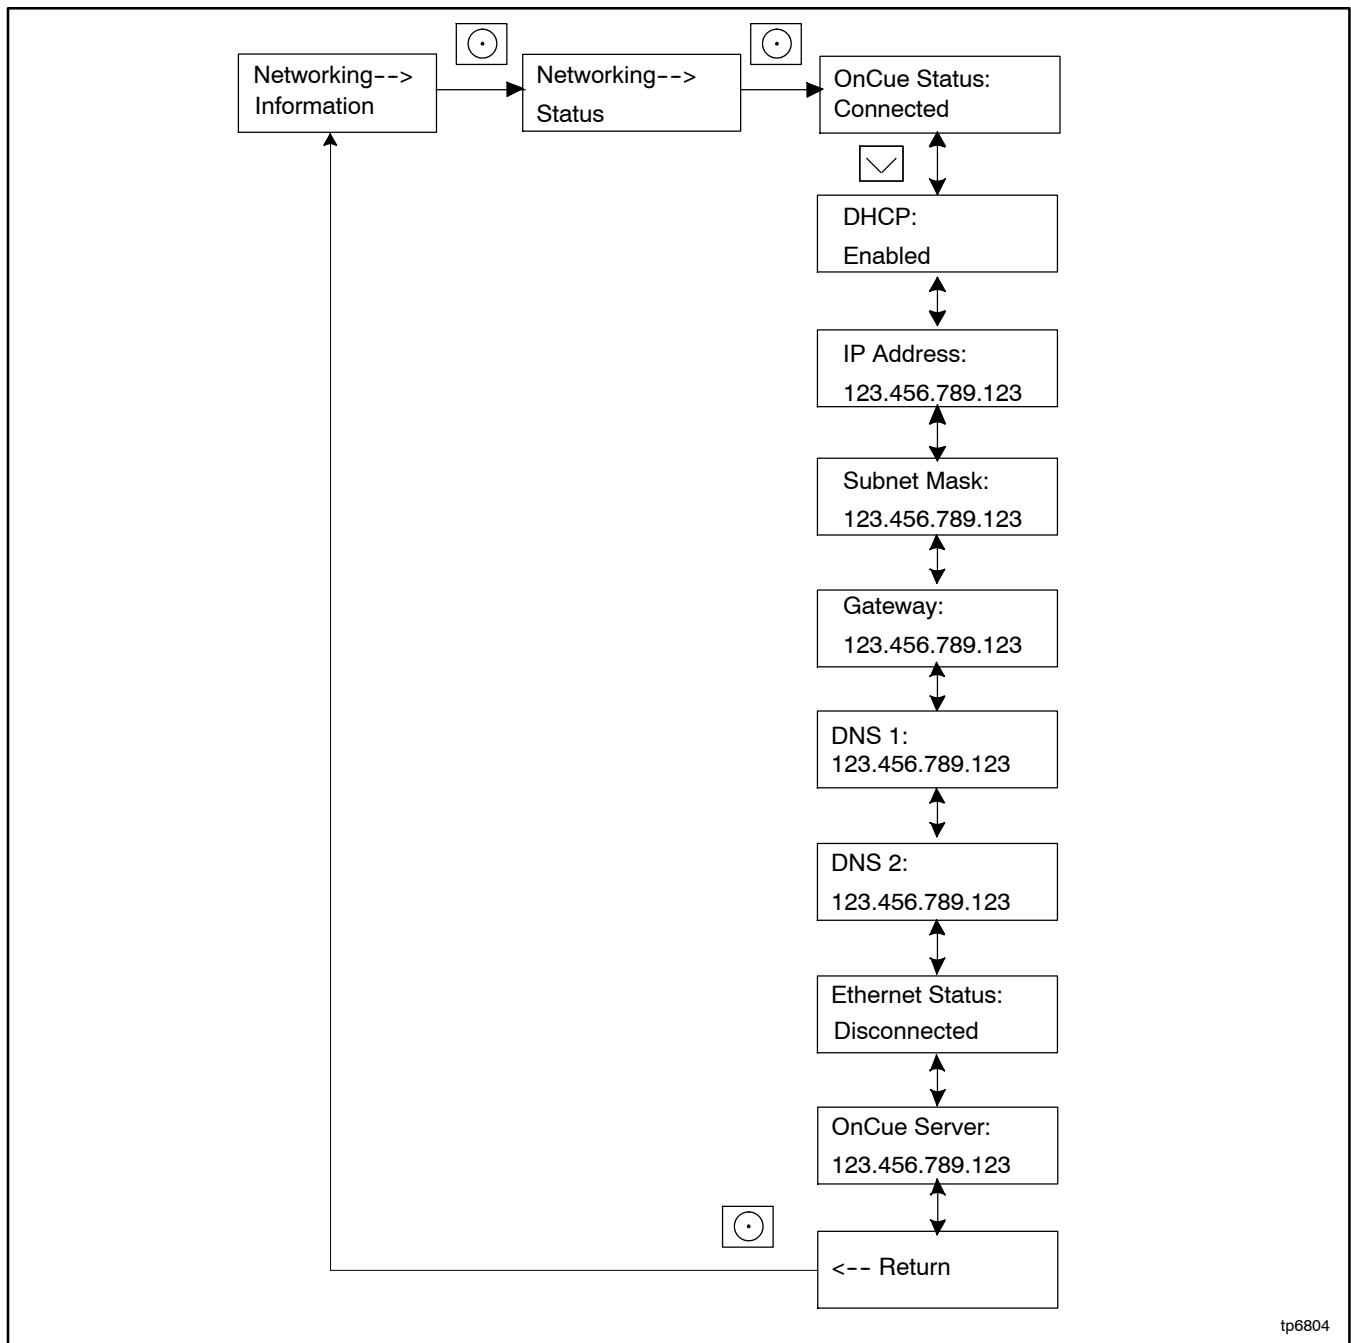 Networking-->
Information
Networking-->
Status
OnCue Status:
Connected
DHCP:
Enabled
IP Address:
123.456.789.123
Subnet Mask:
123.456.789.123
Gateway:
123.456.789.123
DNS 1:
123.456.789.123
DNS 2:
123.456.789.123
Ethernet Status:
Disconnected
OnCue Server:
123.456.789.123
<-- Return
tp6804